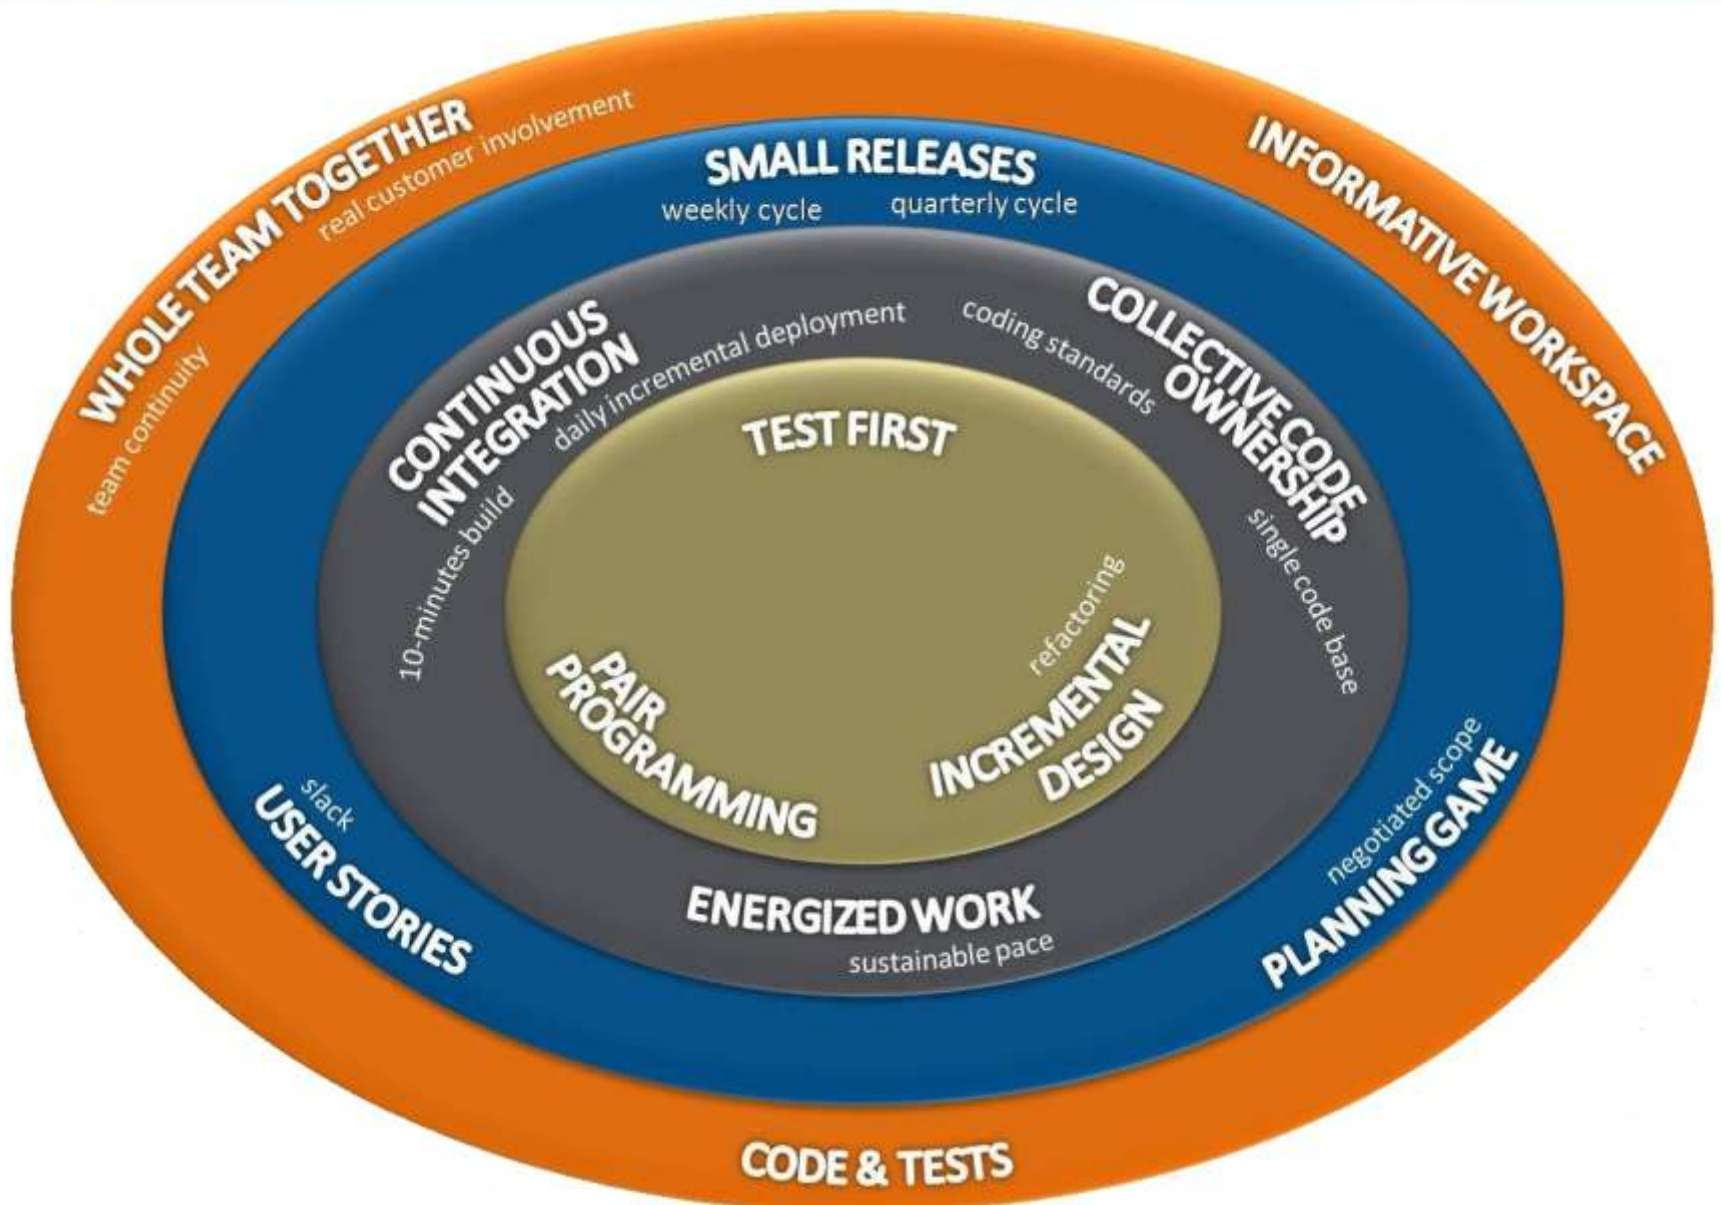 WHOLE TEAM TOGETHER
real customer involvement
team continuity
INFORMATIVE WORKSPACE
SMALL RELEASES
weekly cycle
quarterly cycle
CONTINUOUS
INTEGRATION
daily incremental deployment
10-minutes build
coding standards
COLLECTIVE CODE
OWNERSHIP
single code base
TEST FIRST
refactoring
INCREMENTAL
DESIGN
PAIR
PROGRAMMING
slack
USER STORIES
negotiated scope
PLANNING GAME
ENERGIZED WORK
sustainable pace
CODE & TESTS